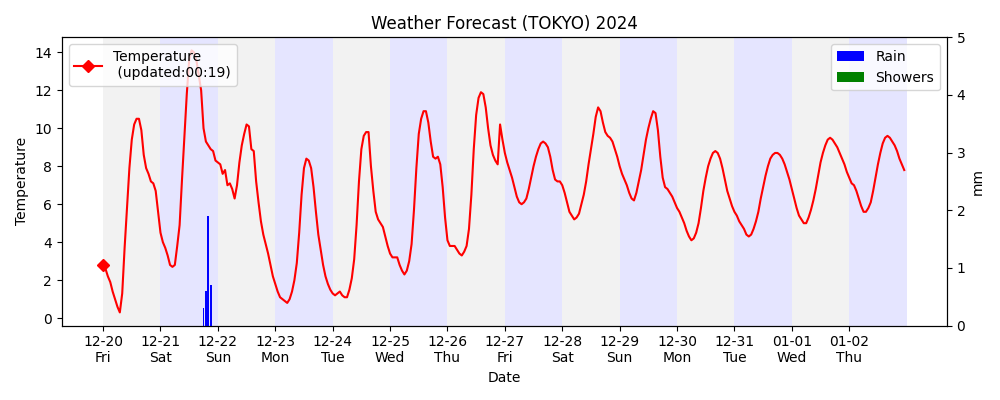 Weather Forecast (TOKYO) 2024
Temperature
(updated:00:19)
Rain
Showers
Temperature
14
12
10
8
6
4
2
0
5
4
3
2
1
0
mm
12-20 12-21 12-22 12-23 12-24 12-25 12-26 12-27 12-28 12-29 12-30 12-31 01-01 01-02
Fri Sat Sun Mon Tue Wed Thu Fri Sat Sun Mon Tue Wed Thu
Date